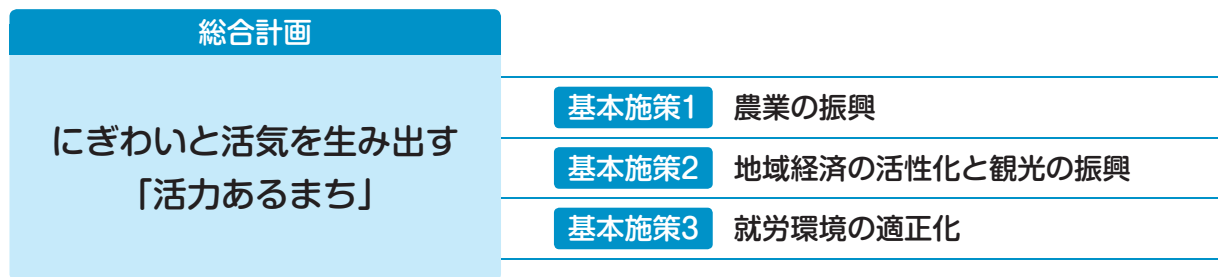 総合計画
にぎわいと活気を生み出す
「活力あるまち」
基本施策1 農業の振興
基本施策2 地域経済の活性化と観光の振興
基本施策3 就労環境の適正化